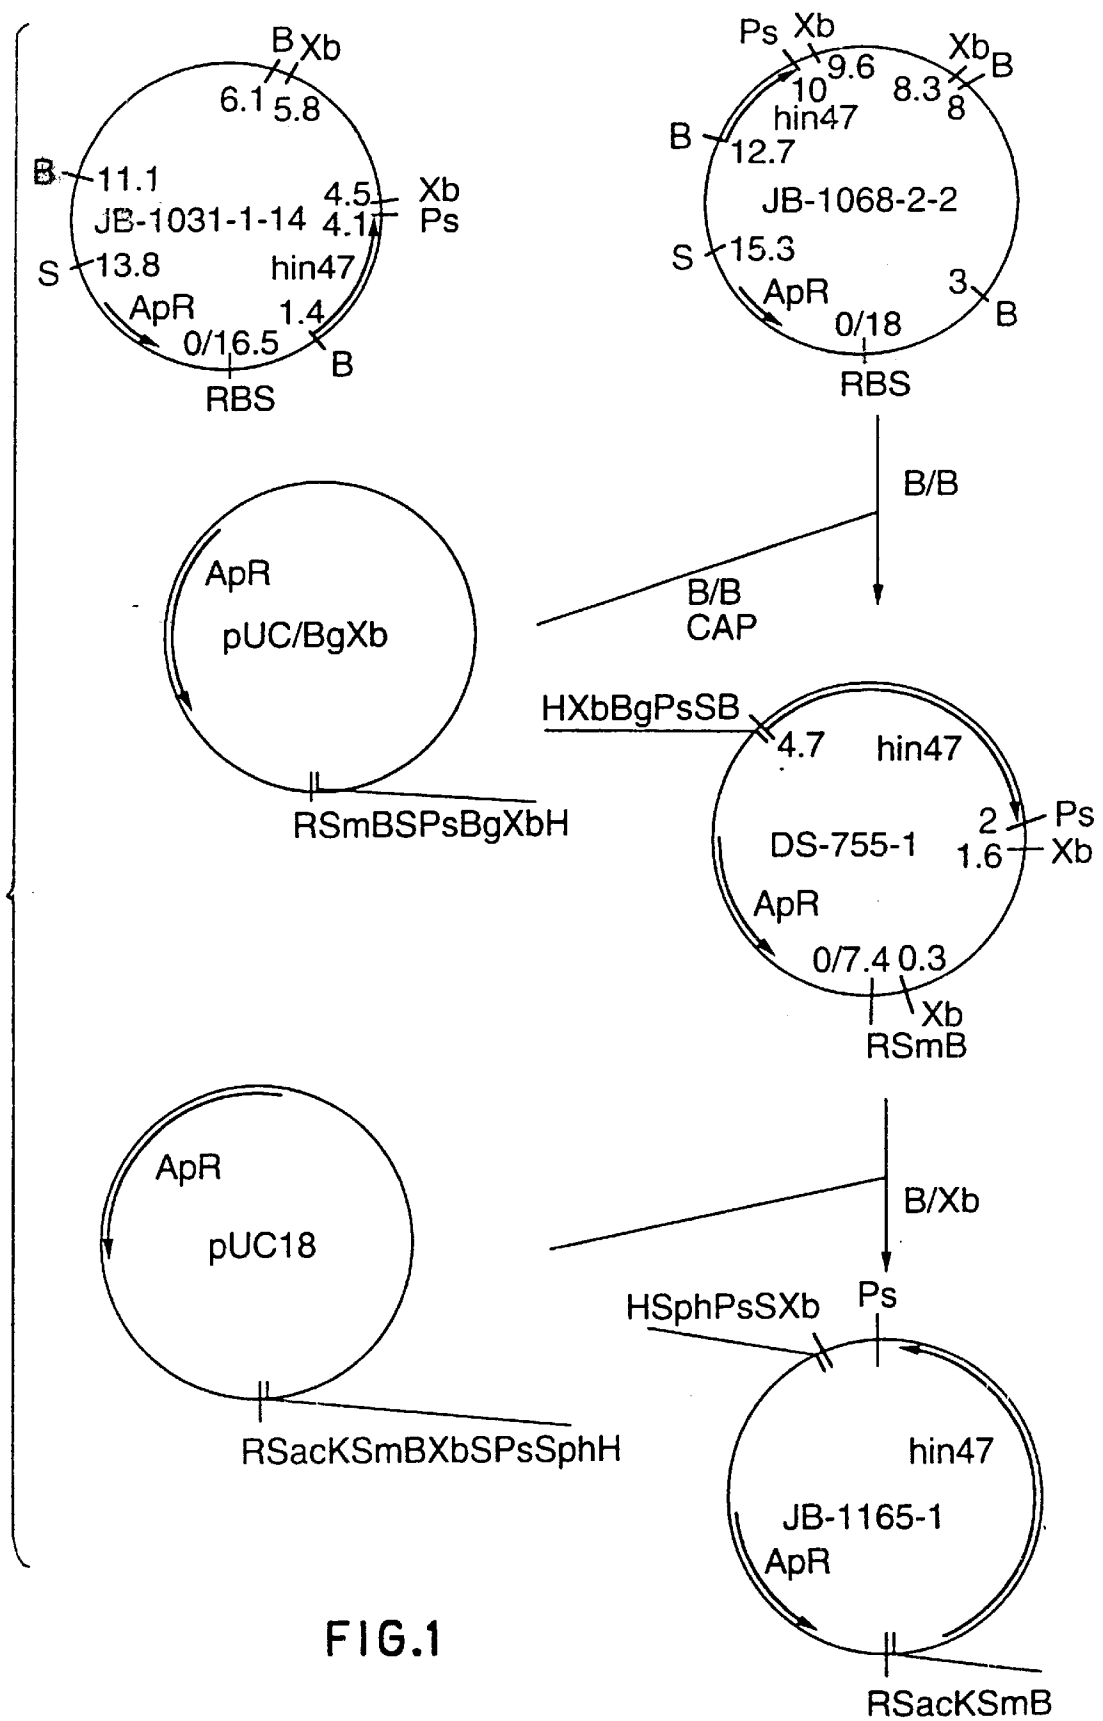 B Xb
6.1 5.8
B 11.1
JB-1031-1-14
4.5 Xb
4.1 Ps
S 13.8
hin47
ApR
1.4
0/16.5
B
RBS
Ps Xb
9.6
10
hin47
Xb B
8.3 8
B 12.7
JB-1068-2-2
S 15.3
ApR
3 B
0/18
RBS
B/B
ApR
pUC/BgXb
B/B
CAP
RSmBSPsBgXbH
HXbBgPsSB
4.7 hin47
2 Ps
DS-755-1
1.6 Xb
ApR
0/7.4 0.3
Xb
RSmB
ApR
pUC18
RSacKSmBXbSPsSphH
B/Xb
HSphPsSXb
Ps
hin47
JB-1165-1
ApR
RSacKSmB
FIG.1